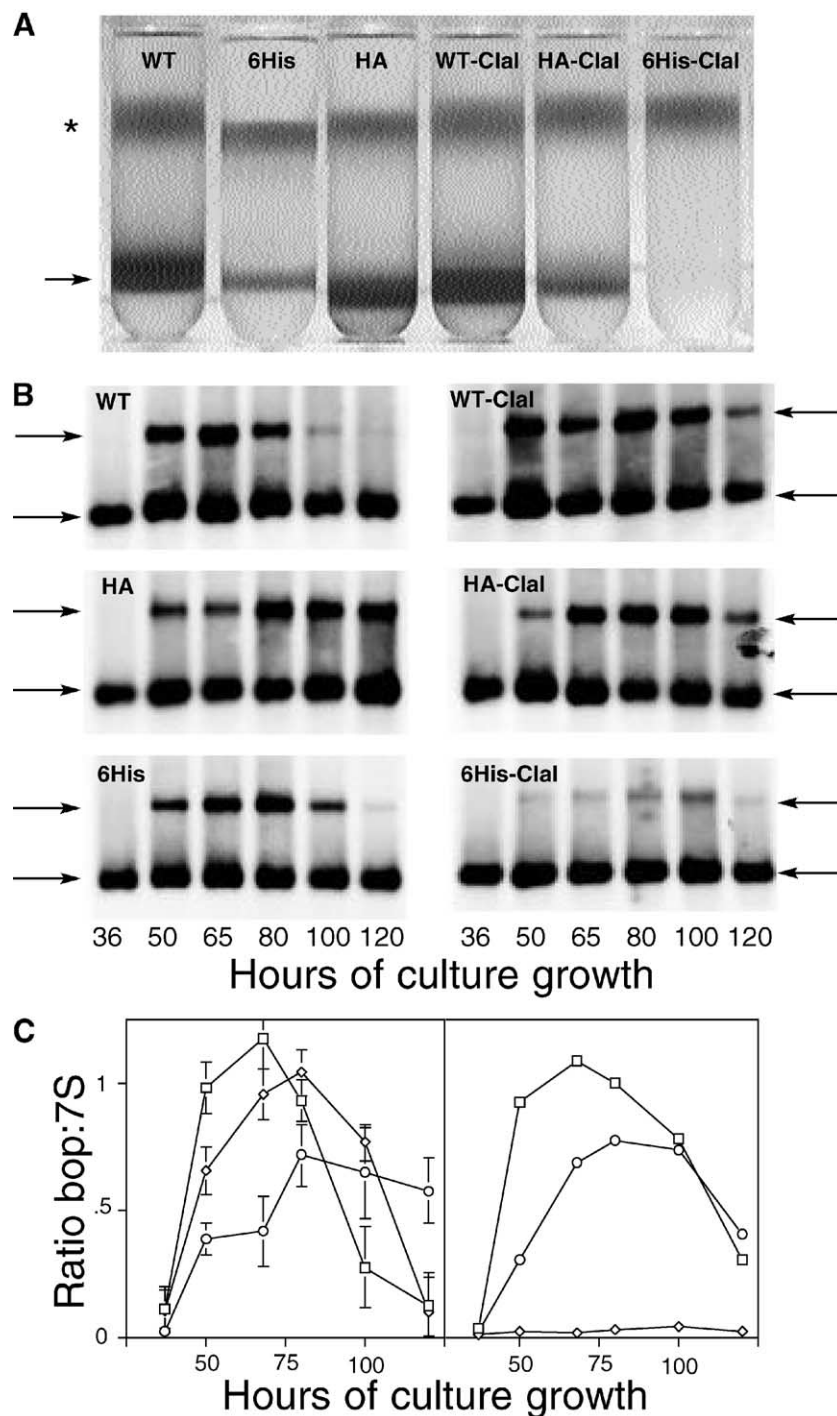 A
WT 6His HA WT-ClaI HA-ClaI 6His-ClaI
*
B
WT
WT-ClaI
HA
HA-ClaI
6His
6His-ClaI
36 50 65 80 100 120 36 50 65 80 100 120
Hours of culture growth
C
Ratio bop:7S
1
.5
0
50 75 100 50 75 100
Hours of culture growth